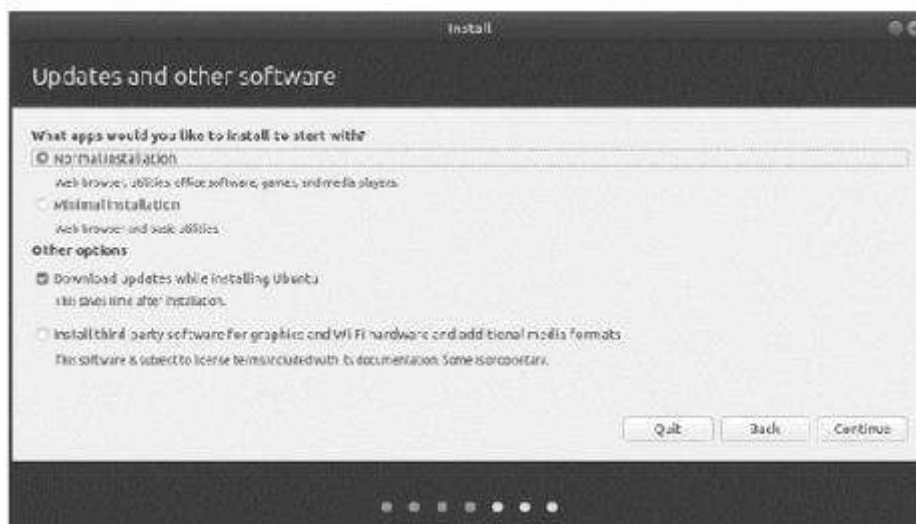 Install
Updates and other software
What apps would you like to install to start with?
Normal installation
Web browser, utilities, office software, games, and media players.
Minimal installation
Web browser and basic utilities.
Other options
Download updates while installing Ubuntu
This saves time after installation.
Install third party software for graphics and Wi Fi hardware and additional media formats
This software is subject to license terms included with its documentation. Some is proprietary.
Quit
Back
Continue